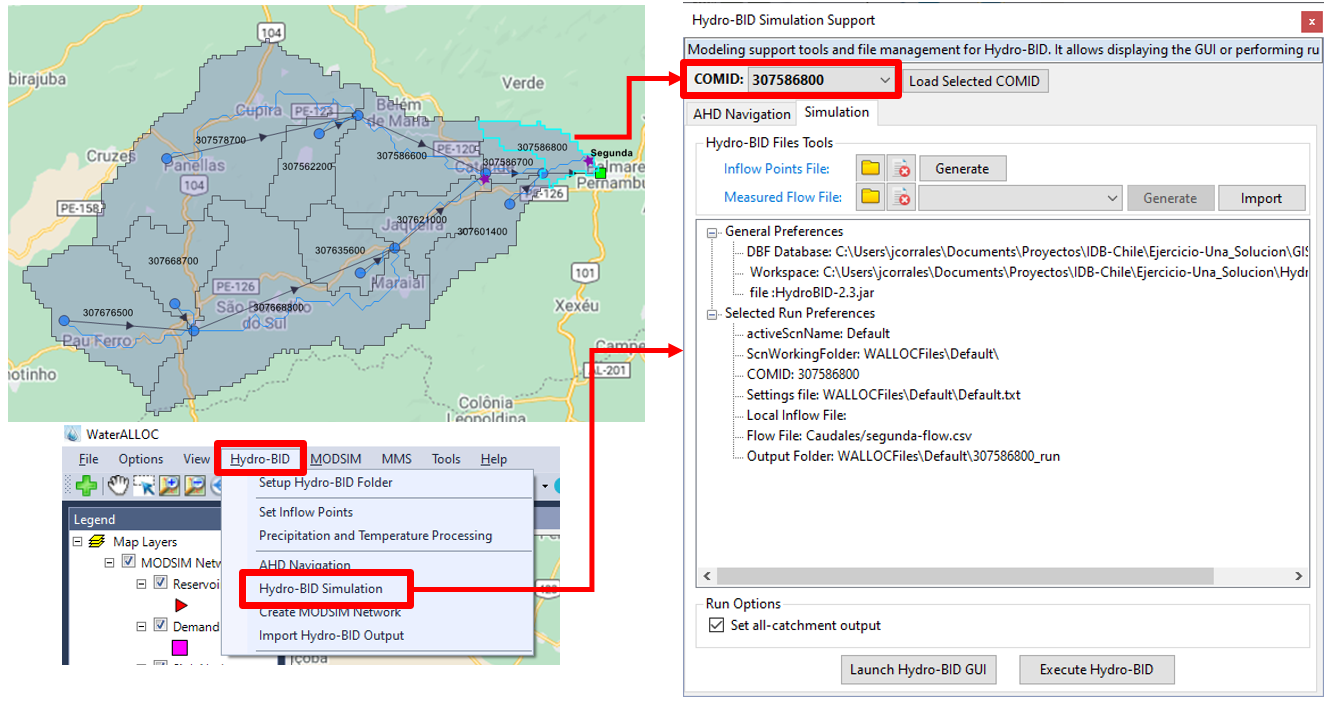 104
birajuba
Verde
Cupira
PE-123
Belém
de Maria
307578700
Cruzes
307562200
307586600
PE-120
307586800
307586700
Segunda
Panellas
104
Pernambu
PE-126
PE-158
307621000
Jaqueira
307601400
307635600
307668700
Maraial
101
PE-126
São
307668800
do Sul
Xexéu
307676500
Pau Ferro
Campe
notinho
AL-201
Colônia
Leopoldina
WaterALLOC
File Options View Hydro-BID MODSIM MMS Tools Help
Setup Hydro-BID Folder
Set Inflow Points
Precipitation and Temperature Processing
AHD Navigation
Hydro-BID Simulation
Create MODSIM Network
Import Hydro-BID Output
Legend
Map Layers
MODSIM Netw
Reservoi
Demand
Hydro-BID Simulation Support
x
Modeling support tools and file management for Hydro-BID. It allows displaying the GUI or performing ru
COMID: 307586800 Load Selected COMID
AHD Navigation Simulation
Hydro-BID Files Tools
Inflow Points File: Generate
Measured Flow File: Generate Import
General Preferences
DBF Database: C:\Users\jcorrales\Documents\Proyectos\IDB-Chile\Ejercicio-Una_Solucion\GIS
Workspace: C:\Users\jcorrales\Documents\Proyectos\IDB-Chile\Ejercicio-Una_Solucion\Hydr
file :HydroBID-2.3.jar
Selected Run Preferences
activeScnName: Default
ScnWorkingFolder: WALLOCFiles\Default\
COMID: 307586800
Settings file: WALLOCFiles\Default\Default.txt
Local Inflow File:
Flow File: Caudales/segunda-flow.csv
Output Folder: WALLOCFiles\Default\307586800_run
Run Options
Set all-catchment output
Launch Hydro-BID GUI Execute Hydro-BID